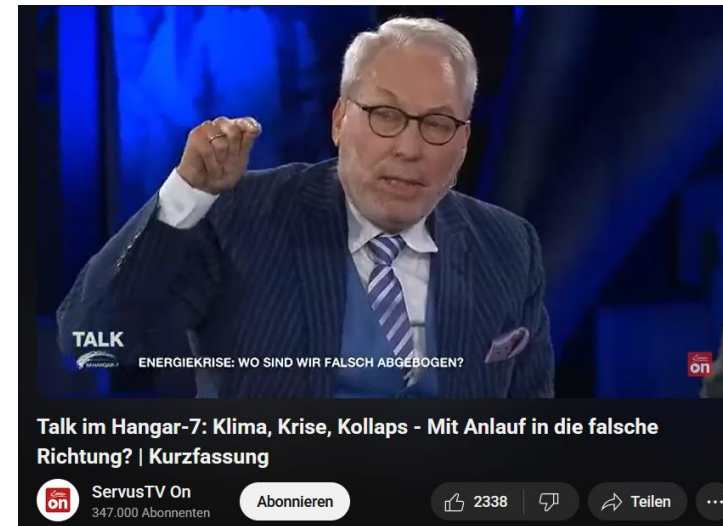 TALK
IM HANGAR-7
ENERGIEKRISE: WO SIND WIR FALSCH ABGEBOGEN?
on
Talk im Hangar-7: Klima, Krise, Kollaps - Mit Anlauf in die falsche
Richtung? | Kurzfassung
on
ServusTV On
347.000 Abonnenten
Abonnieren
2338
Teilen